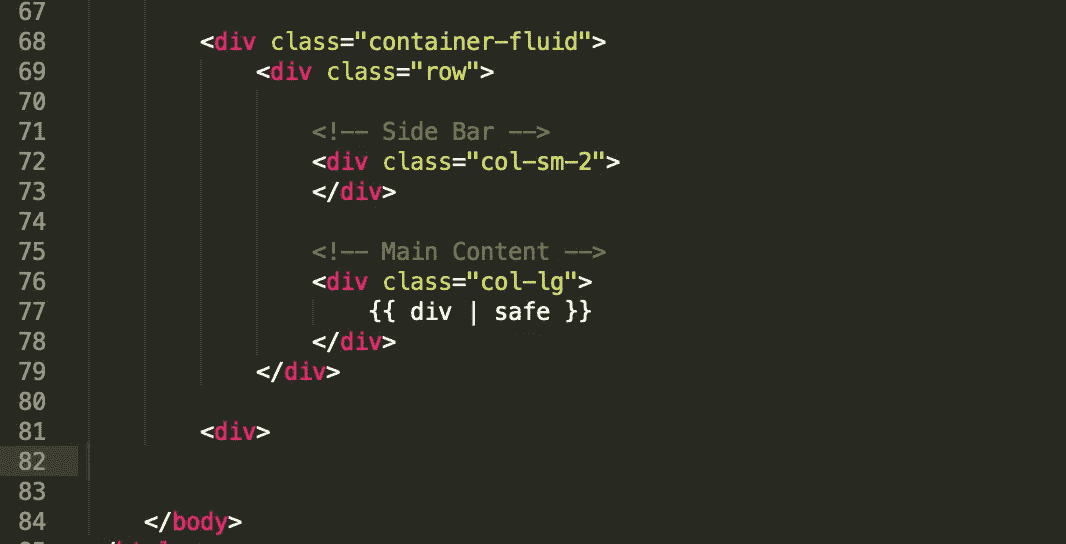 67
68 <div class="container-fluid">
69 <div class="row">
70
71 <!-- Side Bar -->
72 <div class="col-sm-2">
73 </div>
74
75 <!-- Main Content -->
76 <div class="col-lg">
77 {{ div | safe }}
78 </div>
79 </div>
80
81 <div>
82
83
84 </body>